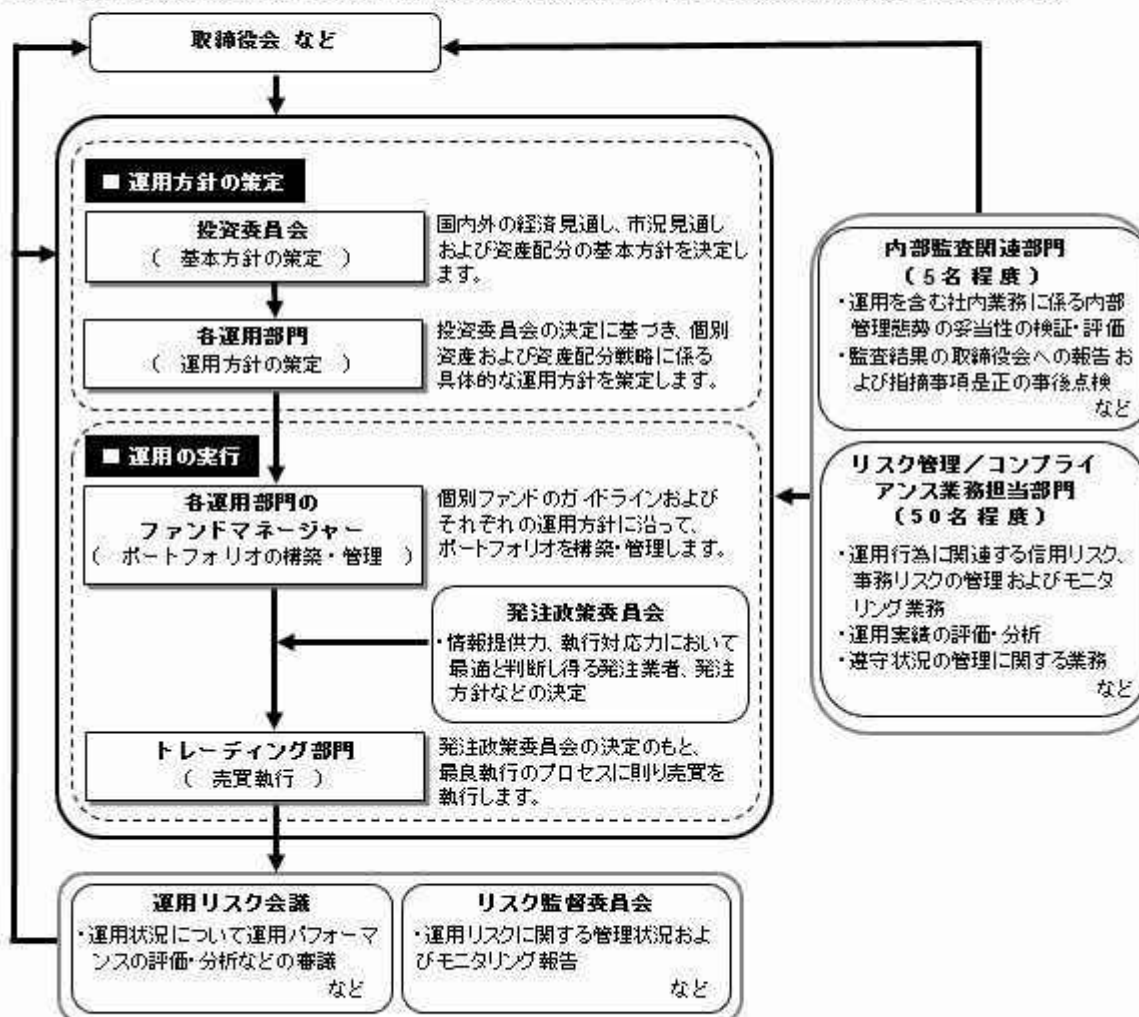 取締役会 など
■ 運用方針の策定
投資委員会
( 基本方針の策定 )
国内外の経済見通し、市況見通し
および資産配分の基本方針を決定し
ます。
各運用部門
( 運用方針の策定 )
投資委員会の決定に基づき、個別
資産および資産配分戦略に係る
具体的な運用方針を策定します。
■ 運用の実行
各運用部門の
ファンドマネージャー
( ポートフォリオの構築・管理 )
個別ファンドのガイドラインおよび
それぞれの運用方針に沿って、
ポートフォリオを構築・管理します。
発注政策委員会
・情報提供力、執行対応力において
最適と判断し得る発注業者、発注
方針などの決定
トレーディング部門
( 売買執行 )
発注政策委員会の決定のもと、
最良執行のプロセスに則り売買を
執行します。
内部監査関連部門
(5名程度)
・運用を含む社内業務に係る内部
管理態勢の妥当性の検証・評価
・監査結果の取締役会への報告お
よび指摘事項是正の事後点検
など
リスク管理/コンプライ
アンス業務担当部門
(50名程度)
・運用行為に関連する信用リスク、
事務リスクの管理およびモニタ
リング業務
・運用実績の評価・分析
・遵守状況の管理に関する業務
など
運用リスク会議
・運用状況について運用パフォーマ
ンスの評価・分析などの審議
など
リスク監督委員会
・運用リスクに関する管理状況およ
びモニタリング報告
など